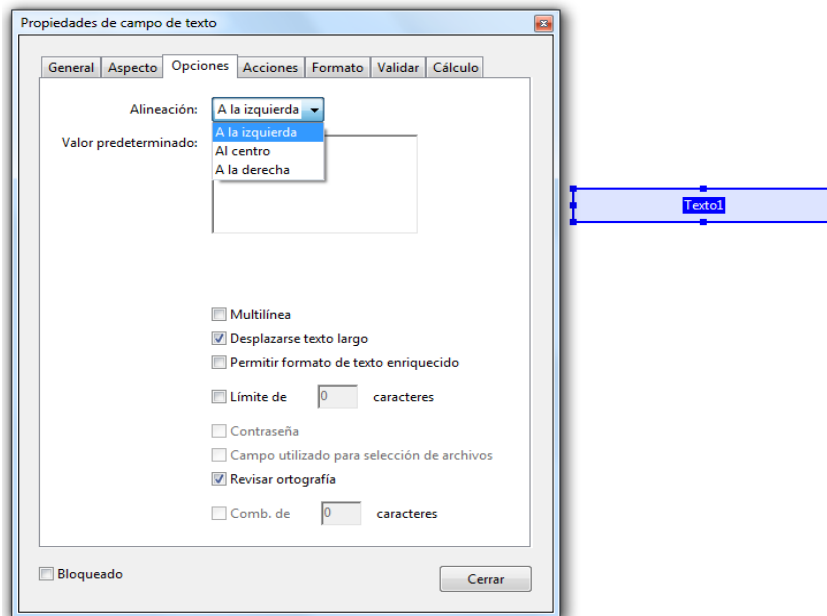 Propiedades de campo de texto
General Aspecto Opciones Acciones Formato Validar Cálculo
Alineación: A la izquierda
A la izquierda
Valor predeterminado:
Al centro
A la derecha
Texto1
Multilínea
Desplazarse texto largo
Permitir formato de texto enriquecido
Límite de 0 caracteres
Contraseña
Campo utilizado para selección de archivos
Revisar ortografía
Comb. de 0 caracteres
Bloqueado Cerrar